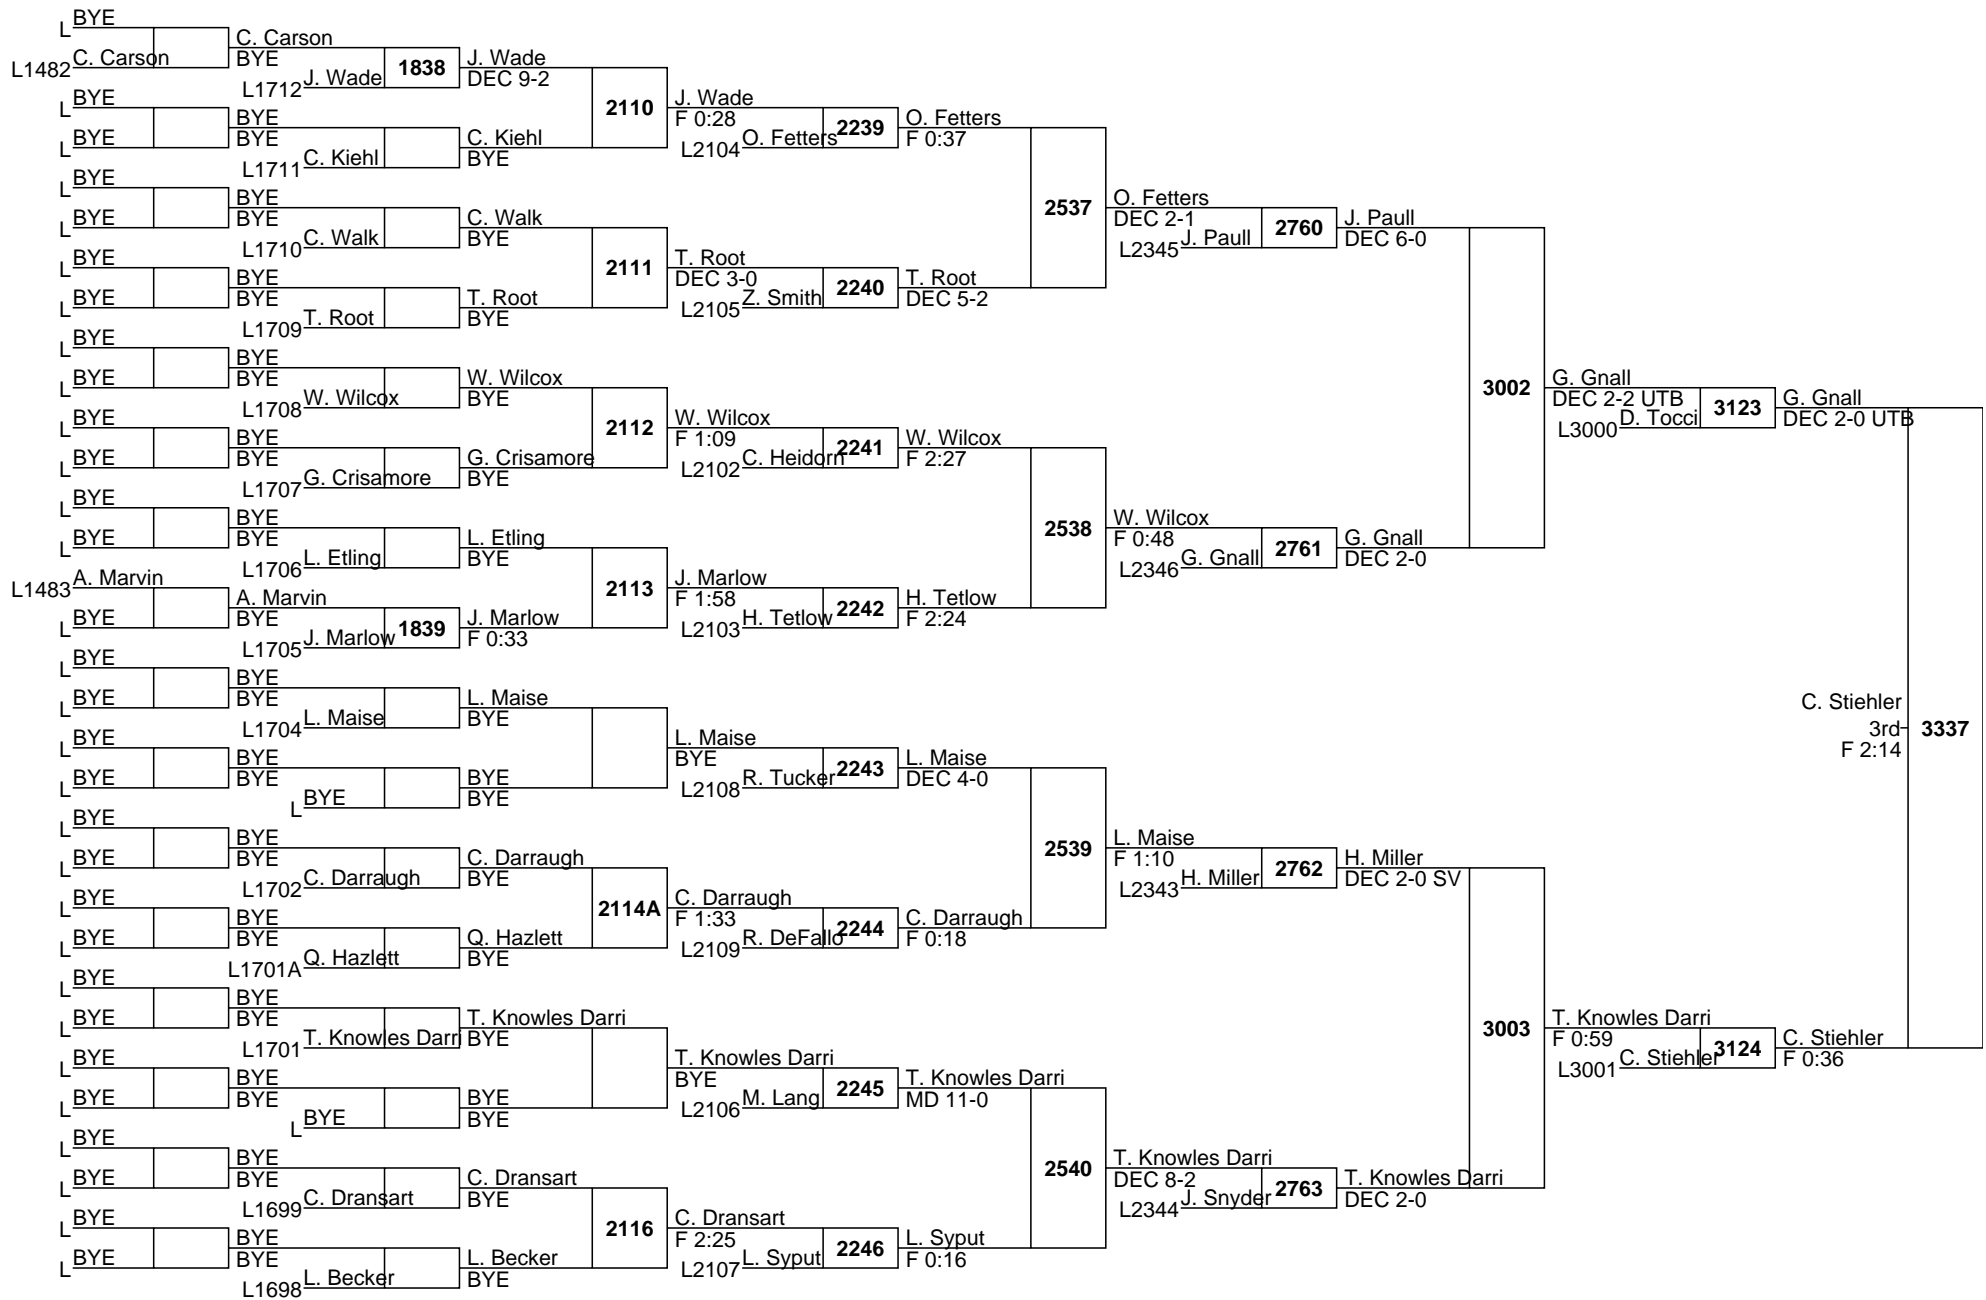 BYE
L
C. Carson
L1482
C. Carson
BYE
J. Wade
L1712
1838
J. Wade
DEC 9-2
BYE
L
BYE
L
BYE
BYE
C. Kiehl
L1711
C. Kiehl
BYE
2110
J. Wade
F 0:28
O. Fetters
L2104
2239
O. Fetters
F 0:37
BYE
L
BYE
L
BYE
BYE
C. Walk
L1710
C. Walk
BYE
BYE
L
BYE
L
BYE
BYE
T. Root
L1709
T. Root
BYE
2111
T. Root
DEC 3-0
Z. Smith
L2105
2240
T. Root
DEC 5-2
2537
O. Fetters
DEC 2-1
J. Paull
L2345
2760
J. Paull
DEC 6-0
BYE
L
BYE
L
BYE
BYE
W. Wilcox
L1708
W. Wilcox
BYE
BYE
L
BYE
L
BYE
BYE
G. Crisamore
L1707
G. Crisamore
BYE
2112
W. Wilcox
F 1:09
C. Heidorn
L2102
2241
W. Wilcox
F 2:27
BYE
L
BYE
L
BYE
BYE
L. Etling
L1706
L. Etling
BYE
A. Marvin
L1483
BYE
L
A. Marvin
BYE
J. Marlow
L1705
1839
J. Marlow
F 0:33
2113
J. Marlow
F 1:58
H. Tetlow
L2103
2242
H. Tetlow
F 2:24
2538
W. Wilcox
F 0:48
G. Gnall
L2346
2761
G. Gnall
DEC 2-0
3002
G. Gnall
DEC 2-2 UTB
D. Tocci
L3000
3123
G. Gnall
DEC 2-0 UTB
BYE
L
BYE
L
BYE
BYE
L. Maise
L1704
L. Maise
BYE
BYE
L
BYE
L
BYE
BYE
BYE
L
BYE
BYE
L. Maise
BYE
R. Tucker
L2108
2243
L. Maise
DEC 4-0
BYE
L
BYE
L
BYE
BYE
C. Darraugh
L1702
C. Darraugh
BYE
BYE
L
BYE
L
BYE
BYE
Q. Hazlett
L1701A
Q. Hazlett
BYE
2114A
C. Darraugh
F 1:33
R. DeFallo
L2109
2244
C. Darraugh
F 0:18
2539
L. Maise
F 1:10
H. Miller
L2343
2762
H. Miller
DEC 2-0 SV
BYE
L
BYE
L
BYE
BYE
T. Knowles Darri
L1701
T. Knowles Darri
BYE
BYE
L
BYE
L
BYE
BYE
BYE
L
BYE
BYE
T. Knowles Darri
BYE
M. Lang
L2106
2245
T. Knowles Darri
MD 11-0
BYE
L
BYE
L
BYE
BYE
C. Dransart
L1699
C. Dransart
BYE
BYE
L
BYE
L
BYE
BYE
L. Becker
L1698
L. Becker
BYE
2116
C. Dransart
F 2:25
L. Syput
L2107
2246
L. Syput
F 0:16
2540
T. Knowles Darri
DEC 8-2
J. Snyder
L2344
2763
T. Knowles Darri
DEC 2-0
3003
T. Knowles Darri
F 0:59
C. Stiehler
L3001
3124
C. Stiehler
F 0:36
C. Stiehler
3rd
F 2:14
3337